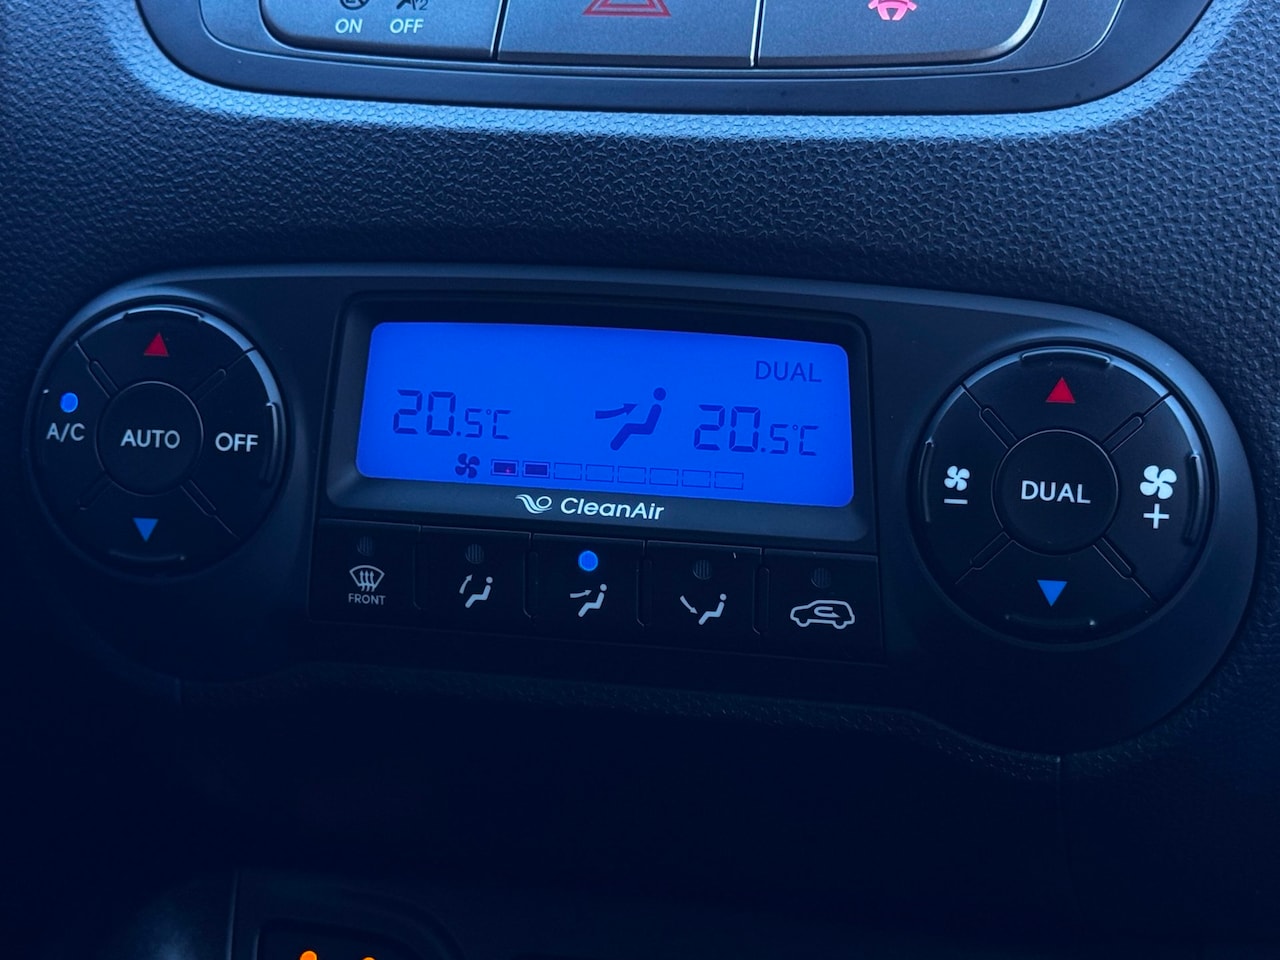 ON OFF
DUAL
20.5°C 20.5°C
CleanAir
A/C AUTO OFF
DUAL
FRONT